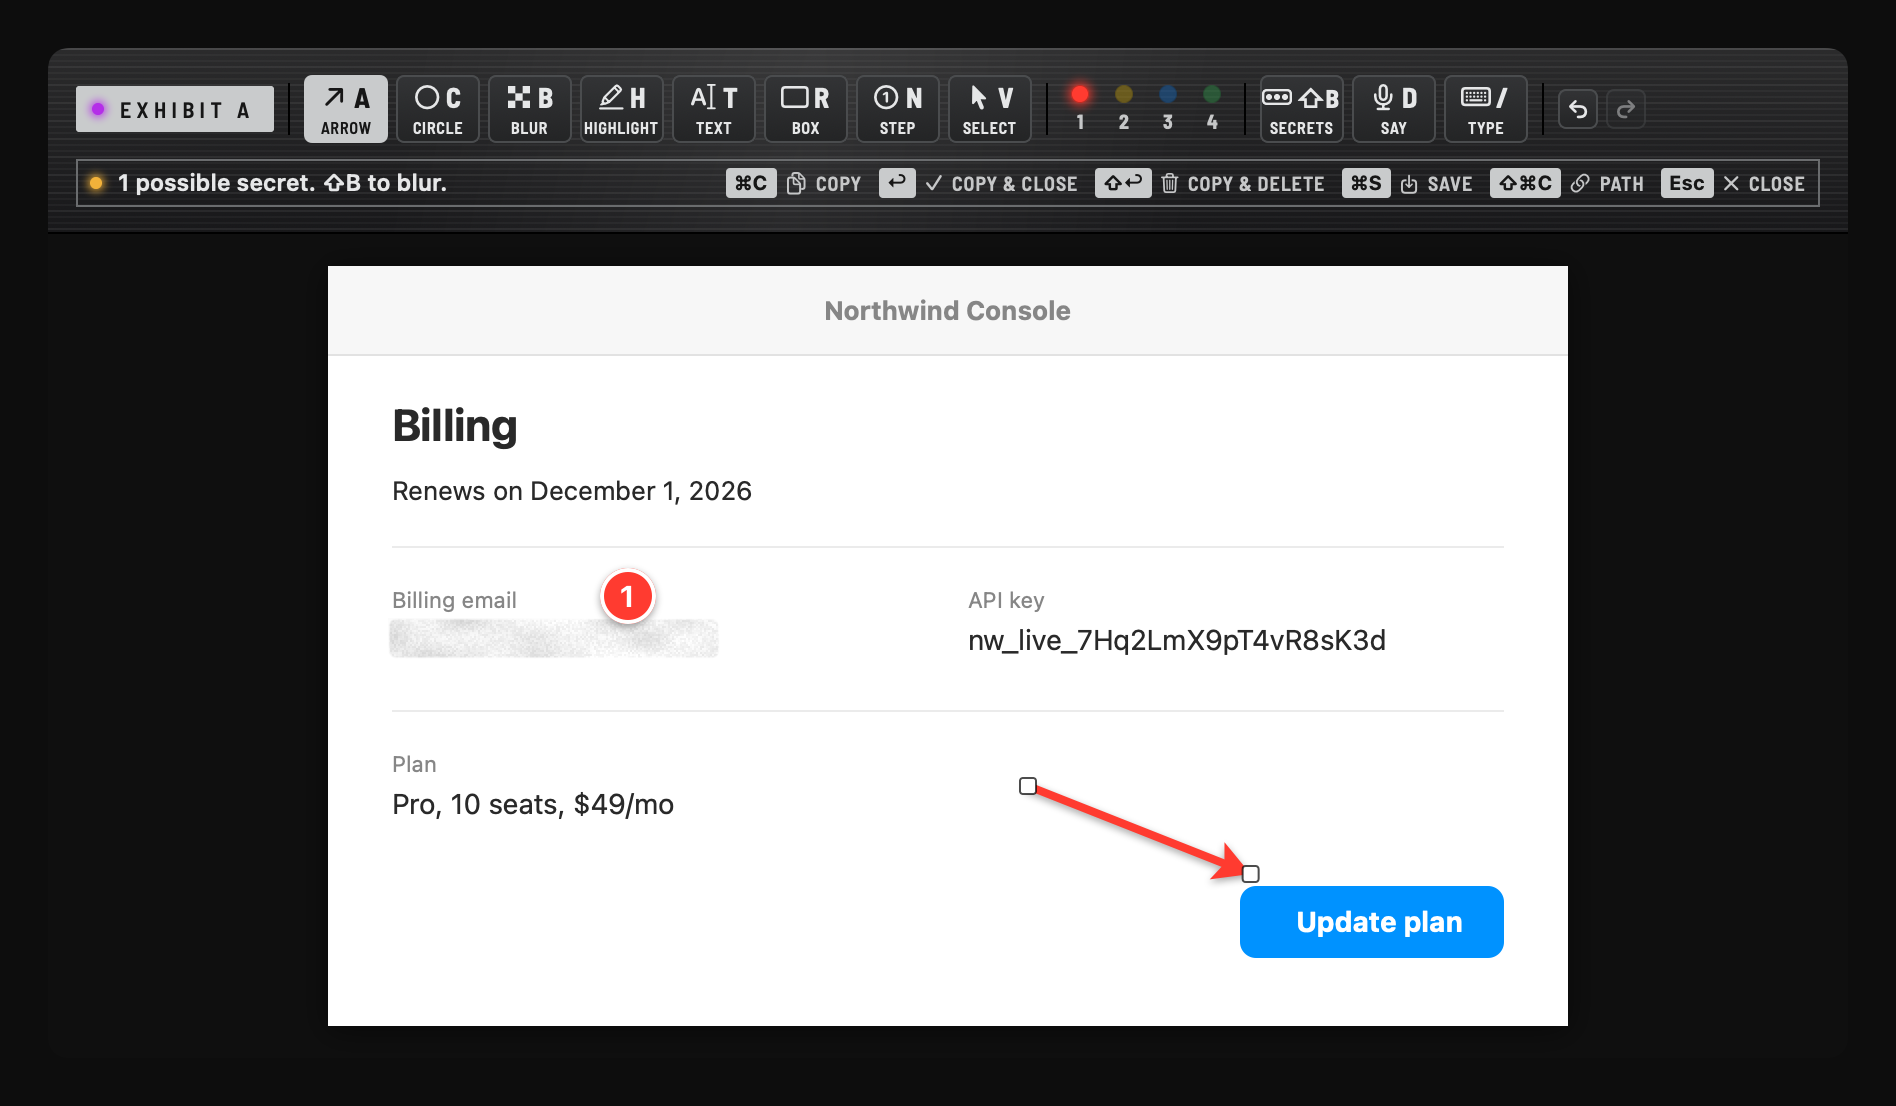 EXHIBIT A
A
ARROW
C
CIRCLE
B
BLUR
H
HIGHLIGHT
T
TEXT
R
BOX
1 N
STEP
V
SELECT
1 2 3 4
⇧B
SECRETS
D
SAY
/
TYPE
1 possible secret. ⇧B to blur.
⌘C COPY ↩ COPY & CLOSE ⇧↩ COPY & DELETE ⌘S SAVE ⇧⌘C PATH Esc CLOSE
Northwind Console
Billing
Renews on December 1, 2026
Billing email
1
API key
nw_live_7Hq2LmX9pT4vR8sK3d
Plan
Pro, 10 seats, $49/mo
Update plan